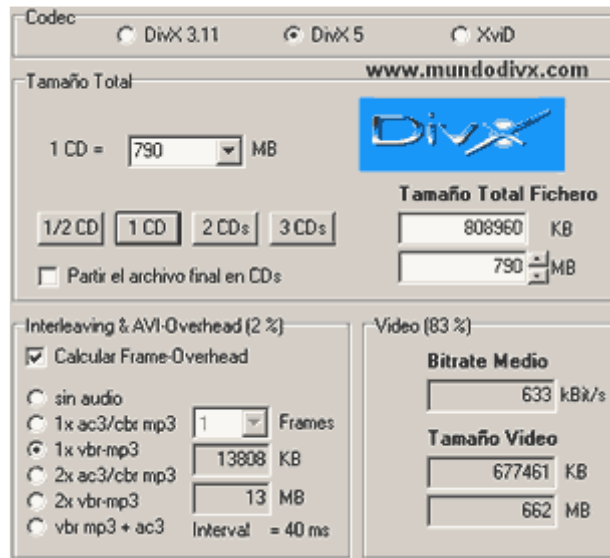 Codec
DivX 3.11 DivX 5 XviD
www.mundodivx.com
Tamaño Total
DivX
1 CD = 790 MB
Tamaño Total Fichero
808960 KB
1/2 CD 1 CD 2 CDs 3 CDs
790 MB
Partir el archivo final en CDs
Interleaving & AVI-Overhead (2 %)
Calcular Frame-Overhead
sin audio
1x ac3/cbr mp3 1 Frames
1x vbr-mp3 13808 KB
2x ac3/cbr mp3
2x vbr-mp3 13 MB
vbr mp3 + ac3 Interval = 40 ms
Video (83 %)
Bitrate Medio
633 kBit/s
Tamaño Video
677461 KB
662 MB